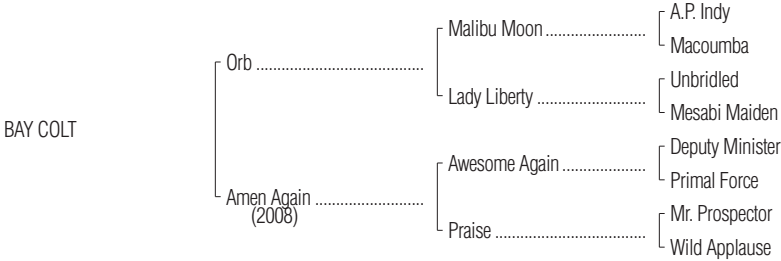 A.P. Indy
Malibu Moon
Macoumba
Orb
Unbridled
Lady Liberty
Mesabi Maiden
BAY COLT
Deputy Minister
Awesome Again
Primal Force
Amen Again
(2008)
Mr. Prospector
Praise
Wild Applause